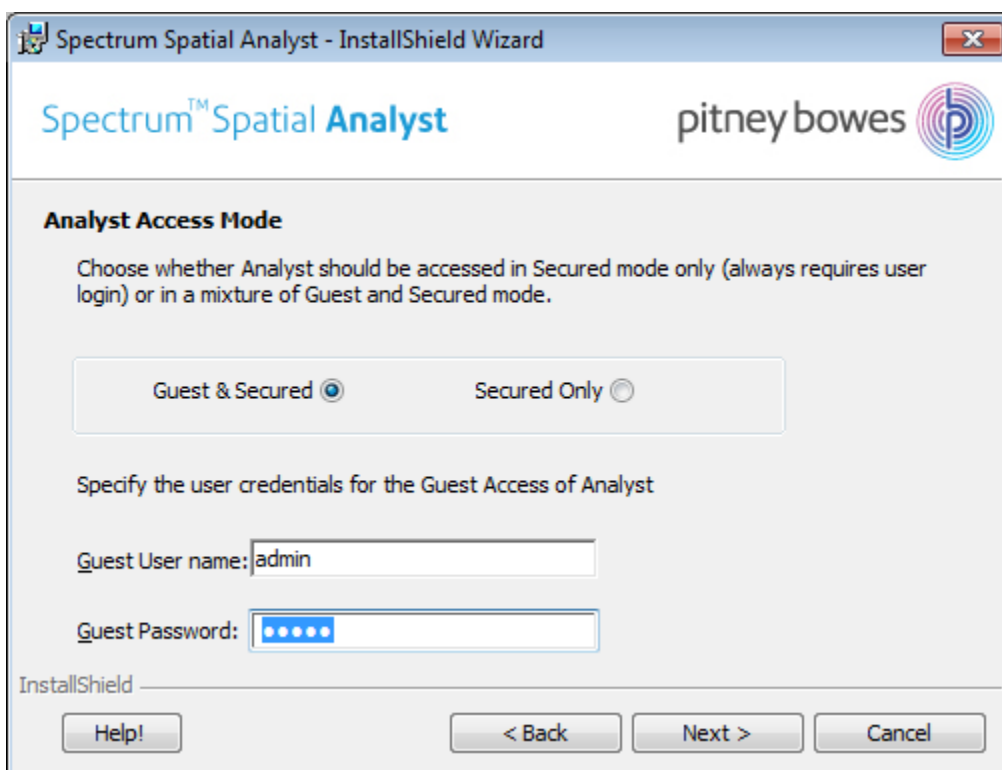 Spectrum Spatial Analyst - InstallShield Wizard
Spectrum™ Spatial Analyst
pitney bowes
Analyst Access Mode
Choose whether Analyst should be accessed in Secured mode only (always requires user
login) or in a mixture of Guest and Secured mode.
Guest & Secured Secured Only
Specify the user credentials for the Guest Access of Analyst
Guest User name: admin
Guest Password: •••••
InstallShield
Help! < Back Next > Cancel